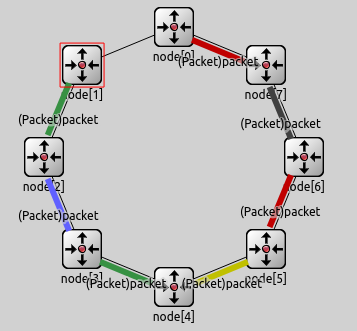 node[0]
(Packet)packet
node[1]
node[7]
(Packet)packet
(Packet)packet
node[2]
node[6]
(Packet)packet
(Packet)packet
node[3]
node[5]
(Packet)packet
(Packet)packet
node[4]